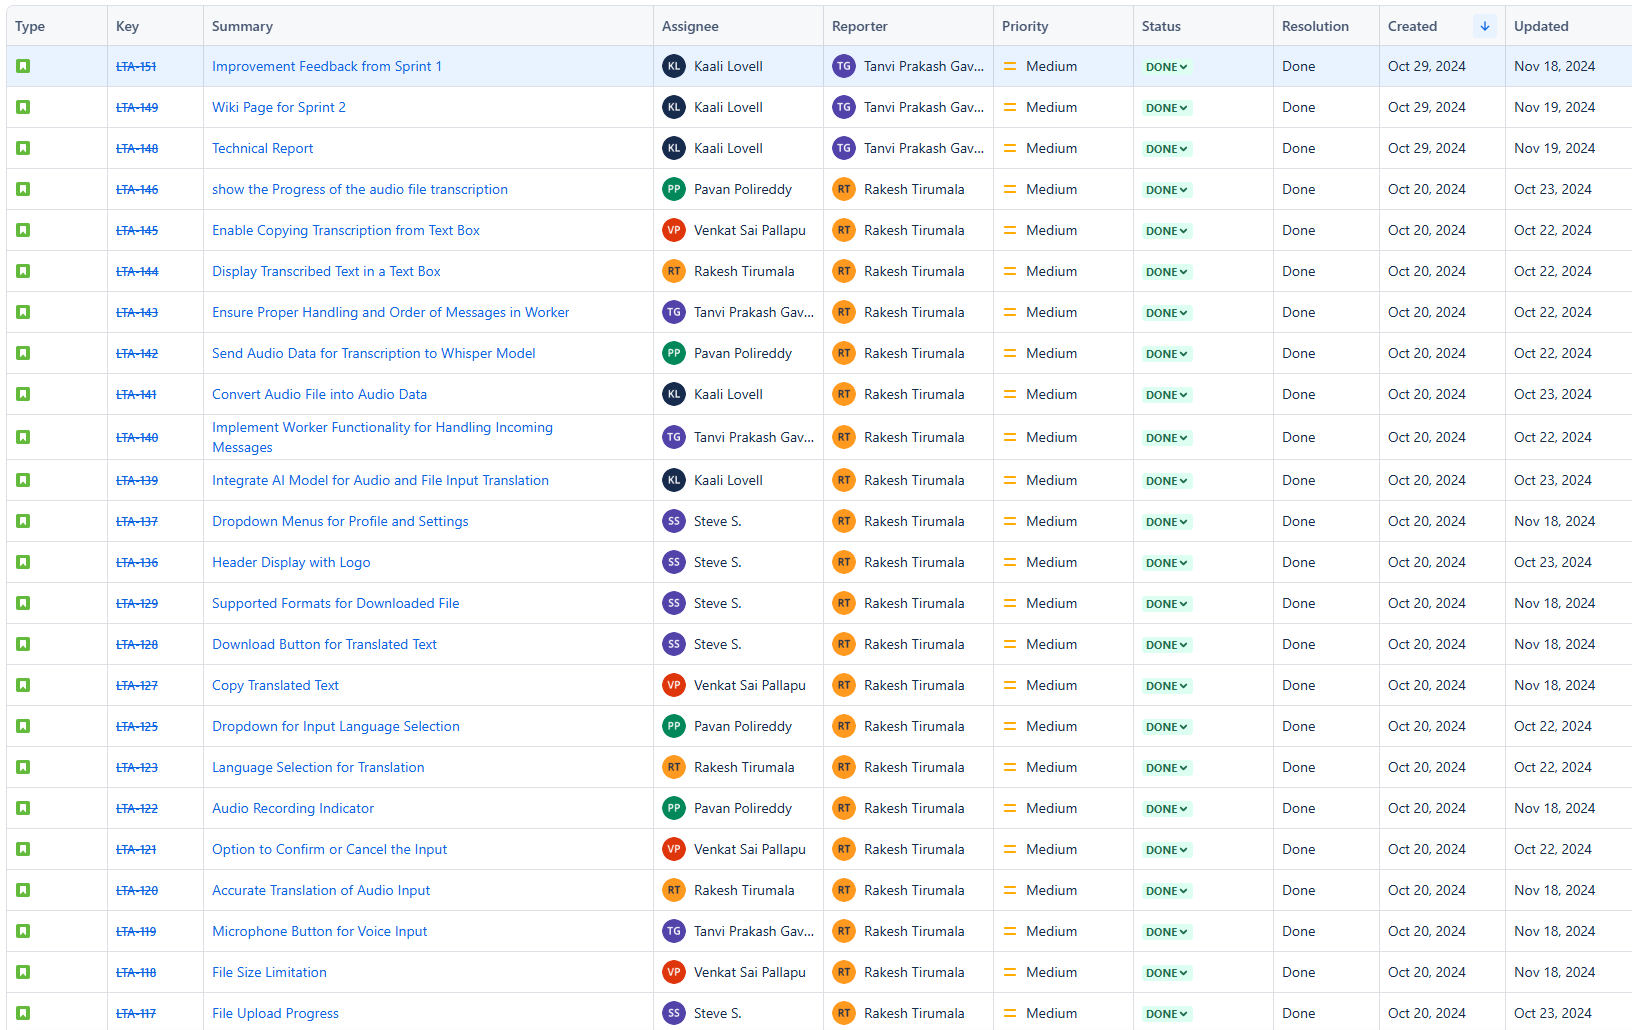 Type Key Summary Assignee Reporter Priority Status Resolution Created Updated
LTA-151 Improvement Feedback from Sprint 1 KL Kaali Lovell TG Tanvi Prakash Gav... Medium DONE Done Oct 29, 2024 Nov 18, 2024
LTA-149 Wiki Page for Sprint 2 KL Kaali Lovell TG Tanvi Prakash Gav... Medium DONE Done Oct 29, 2024 Nov 19, 2024
LTA-148 Technical Report KL Kaali Lovell TG Tanvi Prakash Gav... Medium DONE Done Oct 29, 2024 Nov 19, 2024
LTA-146 show the Progress of the audio file transcription PP Pavan Polireddy RT Rakesh Tirumala Medium DONE Done Oct 20, 2024 Oct 23, 2024
LTA-145 Enable Copying Transcription from Text Box VP Venkat Sai Pallapu RT Rakesh Tirumala Medium DONE Done Oct 20, 2024 Oct 22, 2024
LTA-144 Display Transcribed Text in a Text Box RT Rakesh Tirumala RT Rakesh Tirumala Medium DONE Done Oct 20, 2024 Oct 22, 2024
LTA-143 Ensure Proper Handling and Order of Messages in Worker TG Tanvi Prakash Gav... RT Rakesh Tirumala Medium DONE Done Oct 20, 2024 Oct 22, 2024
LTA-142 Send Audio Data for Transcription to Whisper Model PP Pavan Polireddy RT Rakesh Tirumala Medium DONE Done Oct 20, 2024 Oct 22, 2024
LTA-141 Convert Audio File into Audio Data KL Kaali Lovell RT Rakesh Tirumala Medium DONE Done Oct 20, 2024 Oct 23, 2024
LTA-140 Implement Worker Functionality for Handling Incoming
Messages TG Tanvi Prakash Gav... RT Rakesh Tirumala Medium DONE Done Oct 20, 2024 Oct 22, 2024
LTA-139 Integrate AI Model for Audio and File Input Translation KL Kaali Lovell RT Rakesh Tirumala Medium DONE Done Oct 20, 2024 Oct 23, 2024
LTA-137 Dropdown Menus for Profile and Settings SS Steve S. RT Rakesh Tirumala Medium DONE Done Oct 20, 2024 Nov 18, 2024
LTA-136 Header Display with Logo SS Steve S. RT Rakesh Tirumala Medium DONE Done Oct 20, 2024 Oct 23, 2024
LTA-129 Supported Formats for Downloaded File SS Steve S. RT Rakesh Tirumala Medium DONE Done Oct 20, 2024 Nov 18, 2024
LTA-128 Download Button for Translated Text SS Steve S. RT Rakesh Tirumala Medium DONE Done Oct 20, 2024 Nov 18, 2024
LTA-127 Copy Translated Text VP Venkat Sai Pallapu RT Rakesh Tirumala Medium DONE Done Oct 20, 2024 Nov 18, 2024
LTA-125 Dropdown for Input Language Selection PP Pavan Polireddy RT Rakesh Tirumala Medium DONE Done Oct 20, 2024 Oct 22, 2024
LTA-123 Language Selection for Translation RT Rakesh Tirumala RT Rakesh Tirumala Medium DONE Done Oct 20, 2024 Oct 22, 2024
LTA-122 Audio Recording Indicator PP Pavan Polireddy RT Rakesh Tirumala Medium DONE Done Oct 20, 2024 Nov 18, 2024
LTA-121 Option to Confirm or Cancel the Input VP Venkat Sai Pallapu RT Rakesh Tirumala Medium DONE Done Oct 20, 2024 Oct 22, 2024
LTA-120 Accurate Translation of Audio Input RT Rakesh Tirumala RT Rakesh Tirumala Medium DONE Done Oct 20, 2024 Nov 18, 2024
LTA-119 Microphone Button for Voice Input TG Tanvi Prakash Gav... RT Rakesh Tirumala Medium DONE Done Oct 20, 2024 Nov 18, 2024
LTA-118 File Size Limitation VP Venkat Sai Pallapu RT Rakesh Tirumala Medium DONE Done Oct 20, 2024 Nov 18, 2024
LTA-117 File Upload Progress SS Steve S. RT Rakesh Tirumala Medium DONE Done Oct 20, 2024 Oct 23, 2024